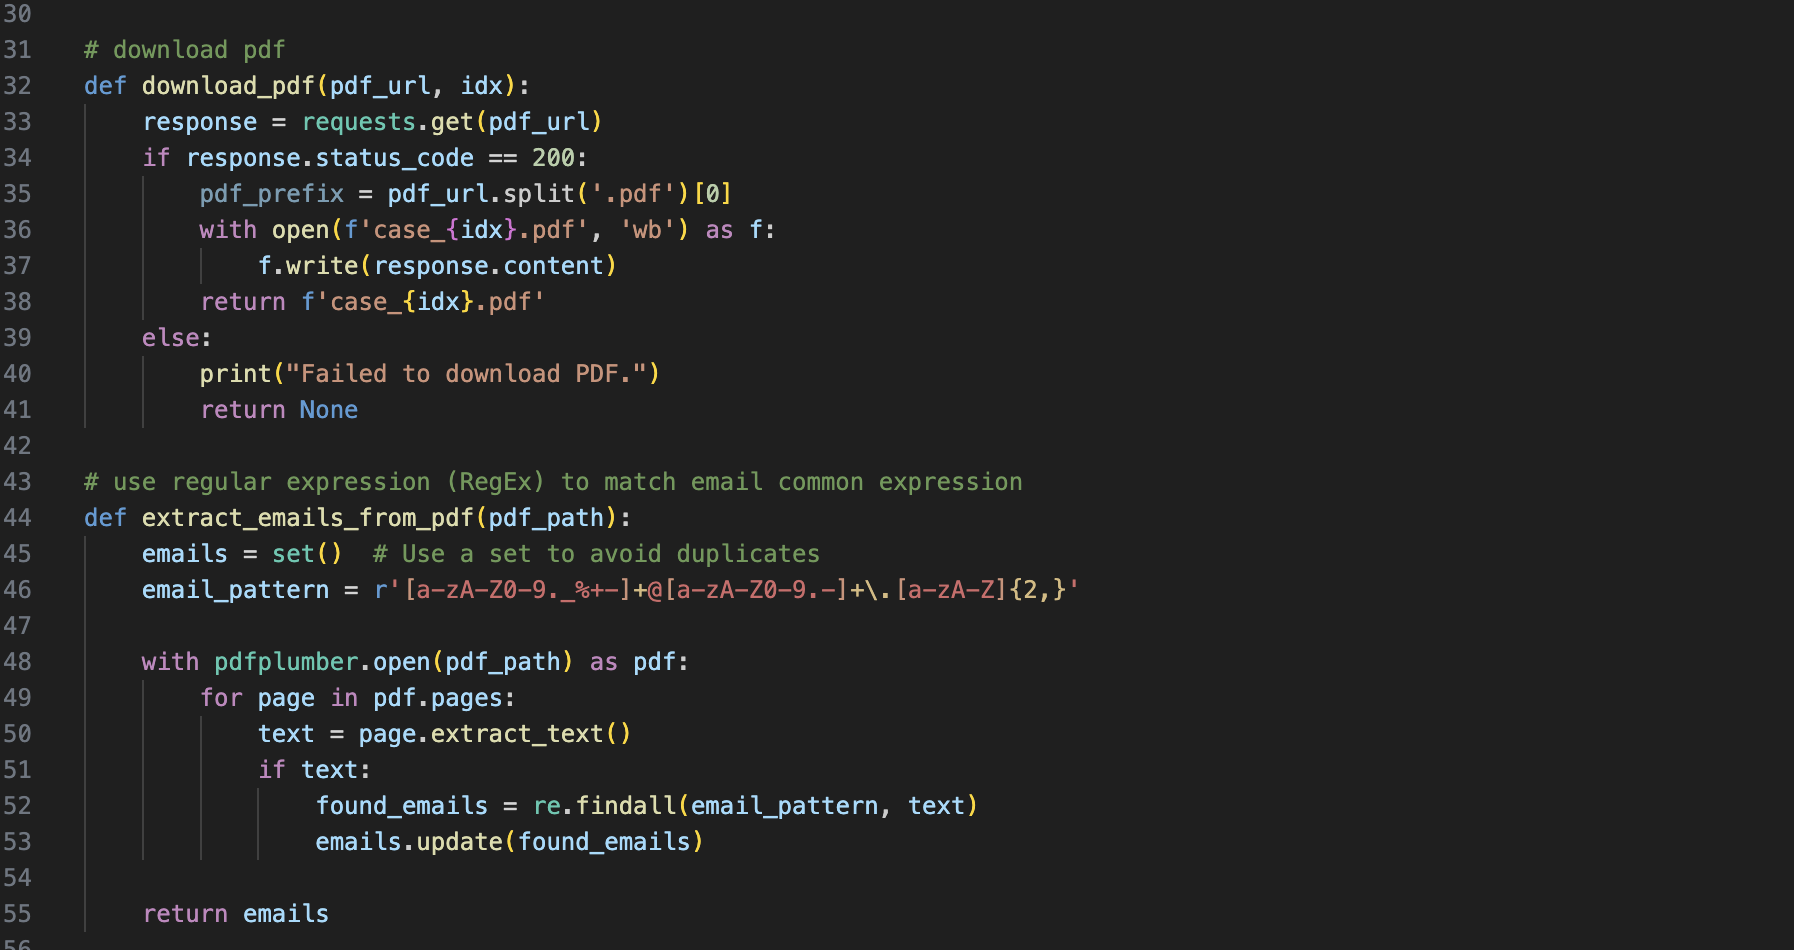 30
31 # download pdf
32 def download_pdf(pdf_url, idx):
33     response = requests.get(pdf_url)
34     if response.status_code == 200:
35         pdf_prefix = pdf_url.split('.pdf')[0]
36         with open(f'case_{idx}.pdf', 'wb') as f:
37             f.write(response.content)
38         return f'case_{idx}.pdf'
39     else:
40         print("Failed to download PDF.")
41         return None
42
43 # use regular expression (RegEx) to match email common expression
44 def extract_emails_from_pdf(pdf_path):
45     emails = set()  # Use a set to avoid duplicates
46     email_pattern = r'[a-zA-Z0-9._%+-]+@[a-zA-Z0-9.-]+\.[a-zA-Z]{2,}'
47
48     with pdfplumber.open(pdf_path) as pdf:
49         for page in pdf.pages:
50             text = page.extract_text()
51             if text:
52                 found_emails = re.findall(email_pattern, text)
53                 emails.update(found_emails)
54
55     return emails
56